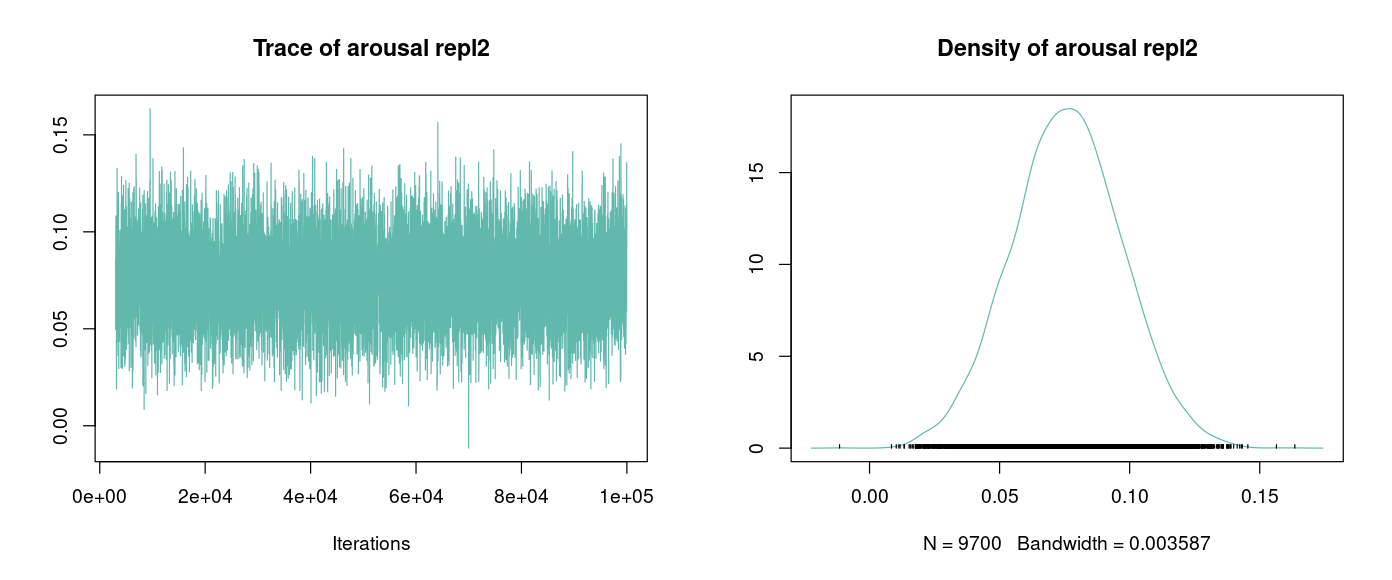 Trace of arousal repl2
0.15
0.10
0.05
0.00
0e+00 2e+04 4e+04 6e+04 8e+04 1e+05
Iterations
Density of arousal repl2
15
10
5
0
0.00 0.05 0.10 0.15
N = 9700 Bandwidth = 0.003587